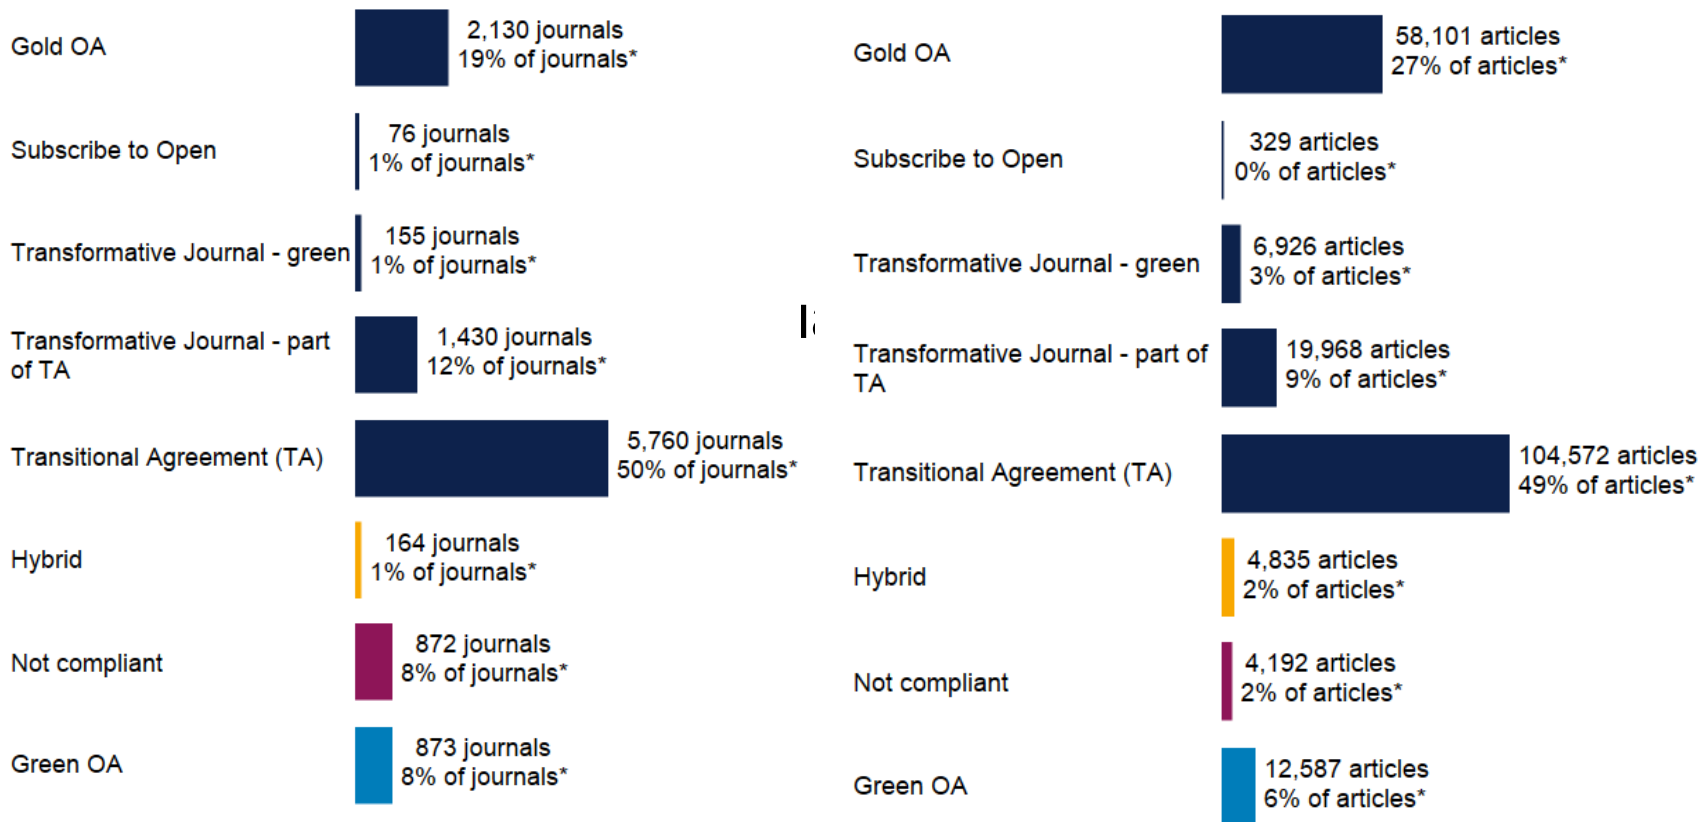 Gold OA
2,130 journals
19% of journals*
Subscribe to Open
76 journals
1% of journals*
Transformative Journal - green
155 journals
1% of journals*
Transformative Journal - part
of TA
1,430 journals
12% of journals*
Transitional Agreement (TA)
5,760 journals
50% of journals*
Hybrid
164 journals
1% of journals*
Not compliant
872 journals
8% of journals*
Green OA
873 journals
8% of journals*
Gold OA
58,101 articles
27% of articles*
Subscribe to Open
329 articles
0% of articles*
Transformative Journal - green
6,926 articles
3% of articles*
Transformative Journal - part of
TA
19,968 articles
9% of articles*
Transitional Agreement (TA)
104,572 articles
49% of articles*
Hybrid
4,835 articles
2% of articles*
Not compliant
4,192 articles
2% of articles*
Green OA
12,587 articles
6% of articles*